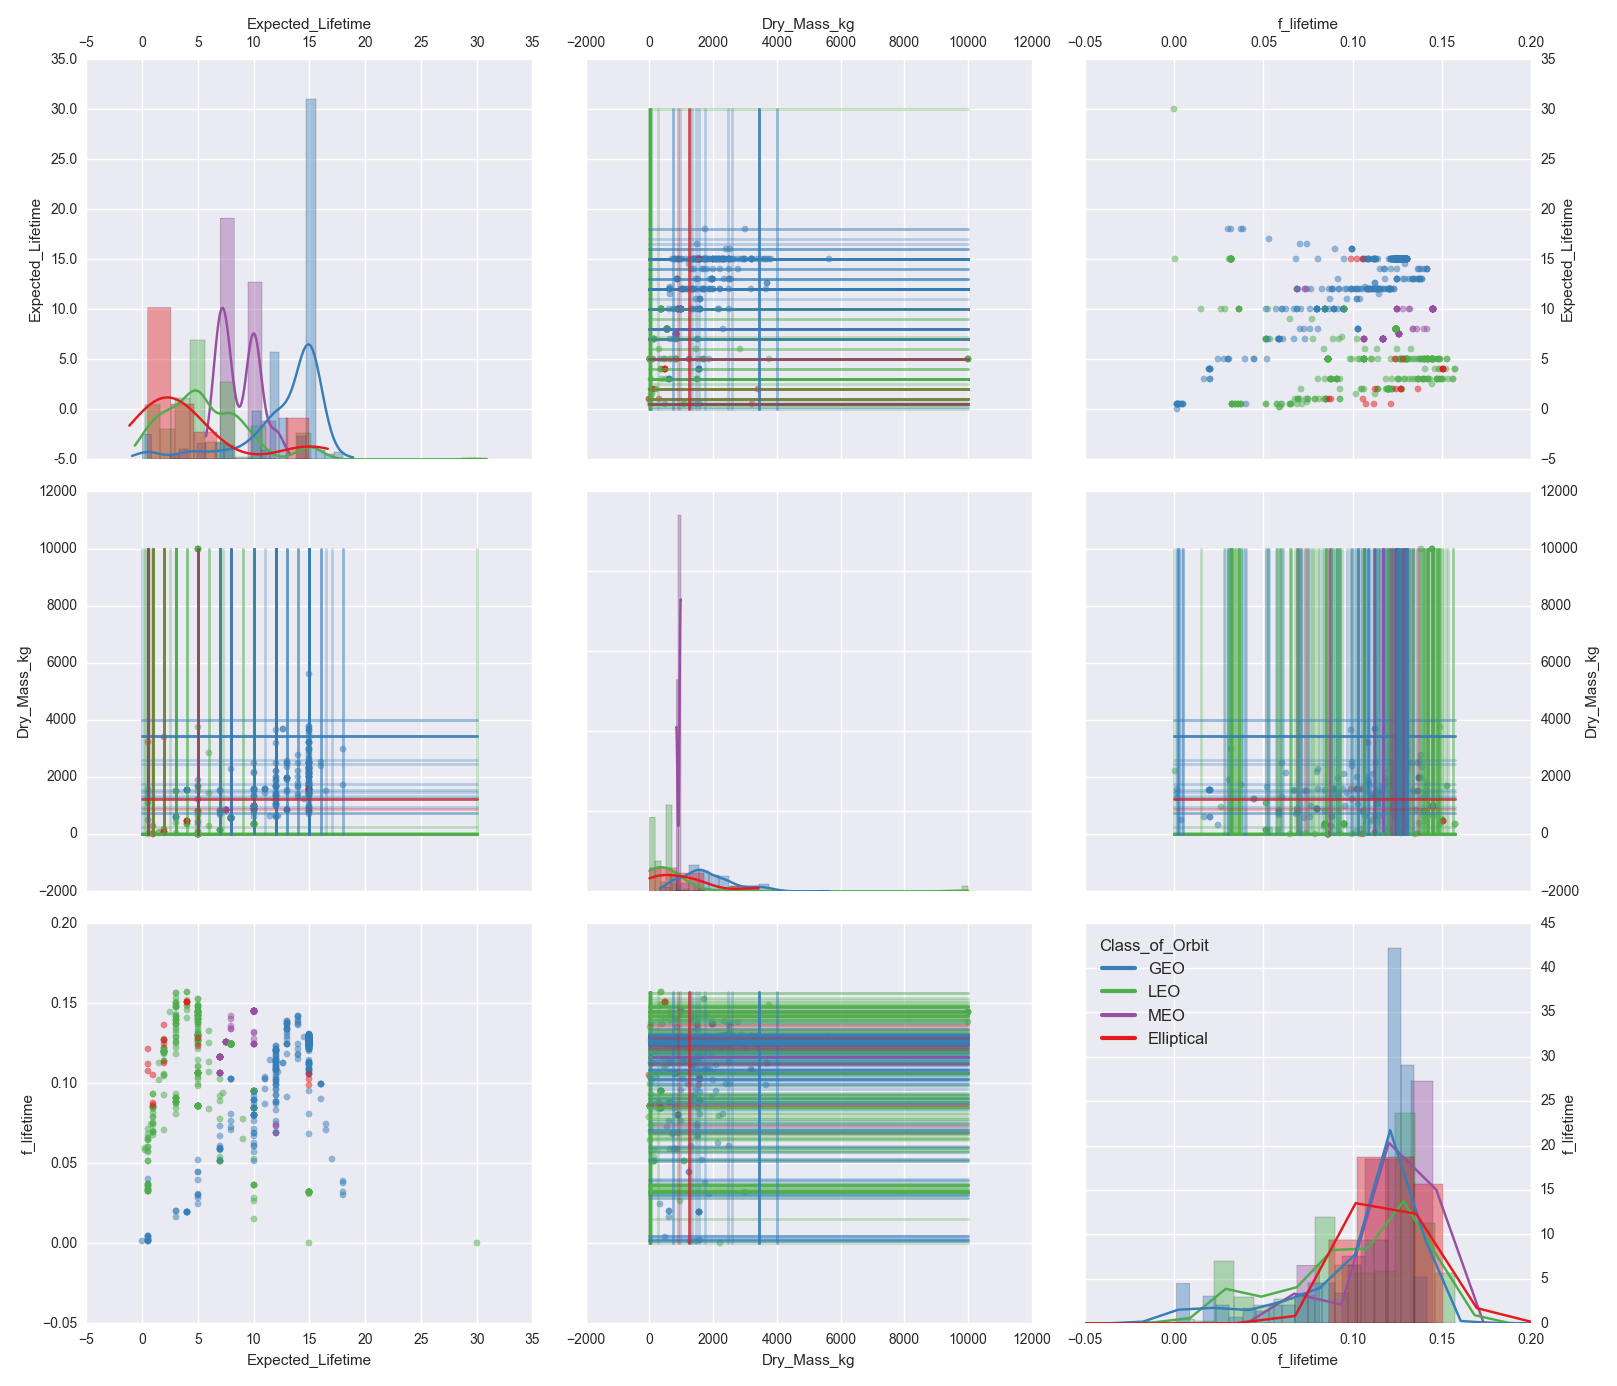 Expected_Lifetime Dry_Mass_kg f_lifetime
−5 0 5 10 15 20 25 30 35 −2000 0 2000 4000 6000 8000 10000 12000 −0.05 0.00 0.05 0.10 0.15 0.20
35.0 35
30.0 30
25.0 25
20.0 20
Expected_Lifetime Expected_Lifetime
15.0 15
10.0 10
5.0 5
0.0 0
−5.0 −5
12000 12000
10000 10000
8000 8000
6000 6000
Dry_Mass_kg Dry_Mass_kg
4000 4000
2000 2000
0 0
−2000 −2000
0.20 45
Class_of_Orbit
GEO 40
LEO
0.15 35
MEO
Elliptical
30
0.10 25
f_lifetime f_lifetime
20
0.05 15
10
0.00
5
−0.05 0
−5 0 5 10 15 20 25 30 35 −2000 0 2000 4000 6000 8000 10000 12000 −0.05 0.00 0.05 0.10 0.15 0.20
Expected_Lifetime Dry_Mass_kg f_lifetime